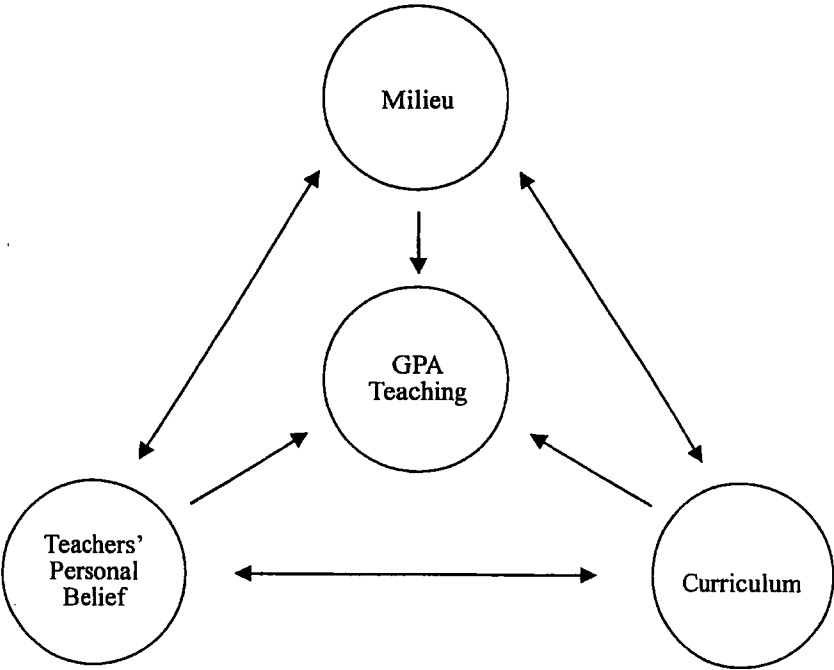 Milieu
GPA
Teaching
Teachers’
Personal
Belief
Curriculum